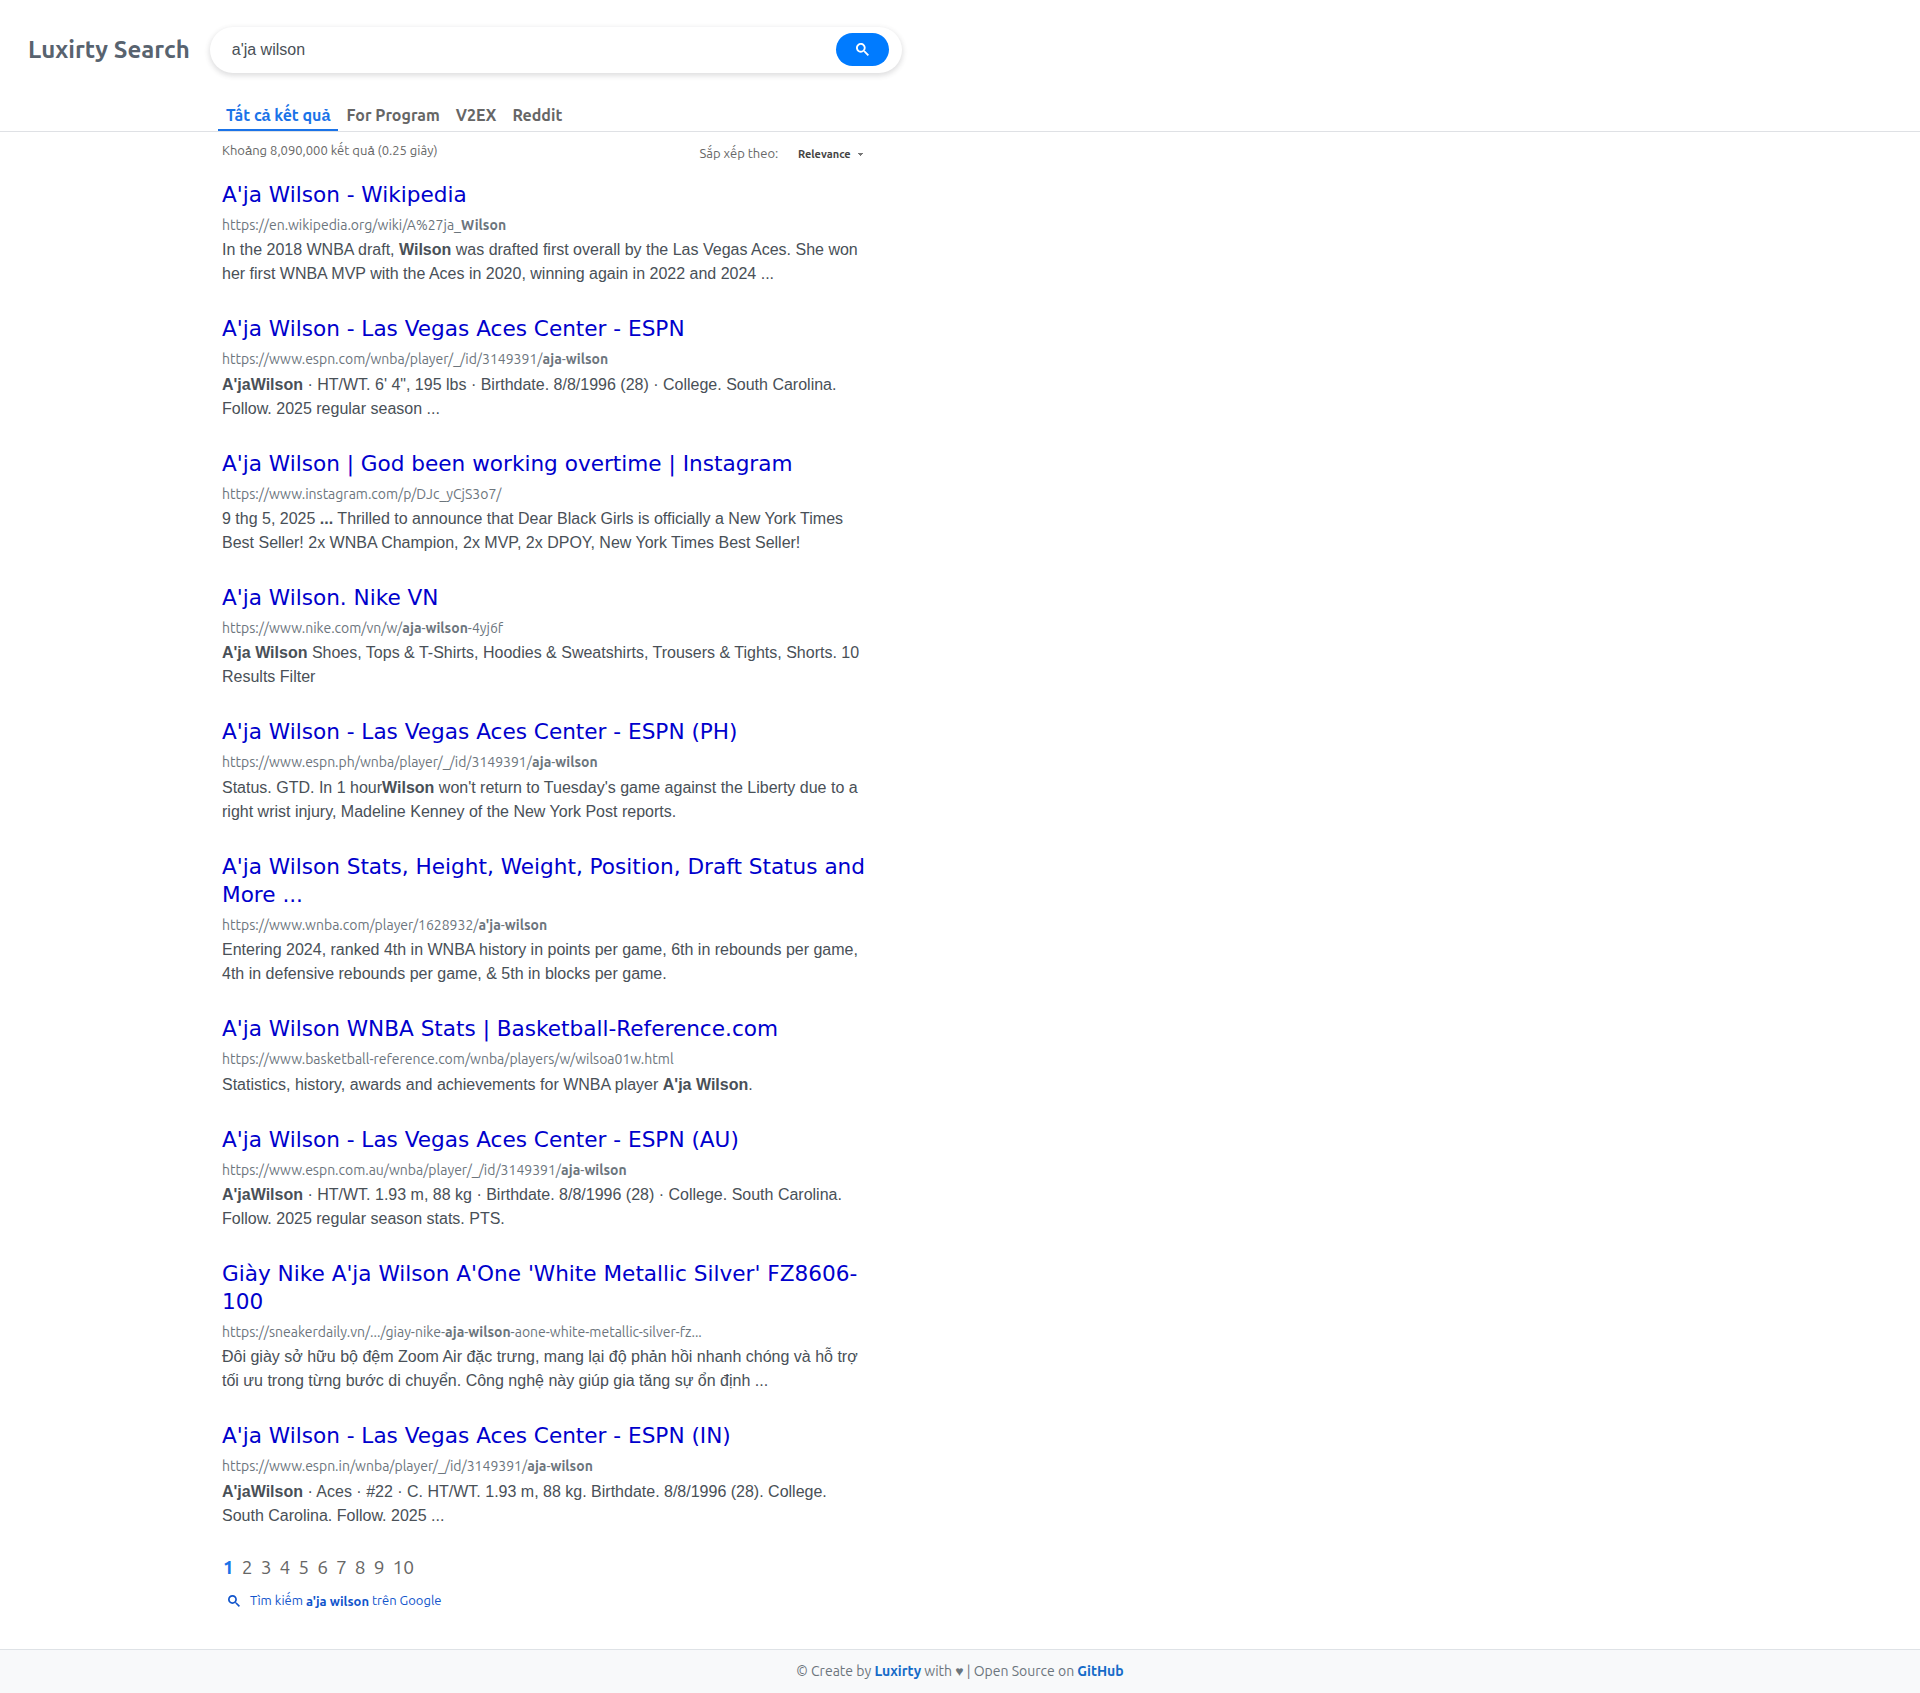 Luxirty Search
a'ja wilson
Tất cả kết quả For Program V2EX Reddit
Khoảng 8,090,000 kết quả (0.25 giây)
Sắp xếp theo: Relevance
A'ja Wilson - Wikipedia
https://en.wikipedia.org/wiki/A%27ja_Wilson
In the 2018 WNBA draft, Wilson was drafted first overall by the Las Vegas Aces. She won
her first WNBA MVP with the Aces in 2020, winning again in 2022 and 2024 ...
A'ja Wilson - Las Vegas Aces Center - ESPN
https://www.espn.com/wnba/player/_/id/3149391/aja-wilson
A'jaWilson · HT/WT. 6' 4", 195 lbs · Birthdate. 8/8/1996 (28) · College. South Carolina.
Follow. 2025 regular season ...
A'ja Wilson | God been working overtime | Instagram
https://www.instagram.com/p/DJc_yCjS3o7/
9 thg 5, 2025 ... Thrilled to announce that Dear Black Girls is officially a New York Times
Best Seller! 2x WNBA Champion, 2x MVP, 2x DPOY, New York Times Best Seller!
A'ja Wilson. Nike VN
https://www.nike.com/vn/w/aja-wilson-4yj6f
A'ja Wilson Shoes, Tops & T-Shirts, Hoodies & Sweatshirts, Trousers & Tights, Shorts. 10
Results Filter
A'ja Wilson - Las Vegas Aces Center - ESPN (PH)
https://www.espn.ph/wnba/player/_/id/3149391/aja-wilson
Status. GTD. In 1 hourWilson won't return to Tuesday's game against the Liberty due to a
right wrist injury, Madeline Kenney of the New York Post reports.
A'ja Wilson Stats, Height, Weight, Position, Draft Status and
More ...
https://www.wnba.com/player/1628932/a'ja-wilson
Entering 2024, ranked 4th in WNBA history in points per game, 6th in rebounds per game,
4th in defensive rebounds per game, & 5th in blocks per game.
A'ja Wilson WNBA Stats | Basketball-Reference.com
https://www.basketball-reference.com/wnba/players/w/wilsoa01w.html
Statistics, history, awards and achievements for WNBA player A'ja Wilson.
A'ja Wilson - Las Vegas Aces Center - ESPN (AU)
https://www.espn.com.au/wnba/player/_/id/3149391/aja-wilson
A'jaWilson · HT/WT. 1.93 m, 88 kg · Birthdate. 8/8/1996 (28) · College. South Carolina.
Follow. 2025 regular season stats. PTS.
Giày Nike A'ja Wilson A'One 'White Metallic Silver' FZ8606-
100
https://sneakerdaily.vn/.../giay-nike-aja-wilson-aone-white-metallic-silver-fz...
Đôi giày sở hữu bộ đệm Zoom Air đặc trưng, mang lại độ phản hồi nhanh chóng và hỗ trợ
tối ưu trong từng bước di chuyển. Công nghệ này giúp gia tăng sự ổn định ...
A'ja Wilson - Las Vegas Aces Center - ESPN (IN)
https://www.espn.in/wnba/player/_/id/3149391/aja-wilson
A'jaWilson · Aces · #22 · C. HT/WT. 1.93 m, 88 kg. Birthdate. 8/8/1996 (28). College.
South Carolina. Follow. 2025 ...
1 2 3 4 5 6 7 8 9 10
Tìm kiếm a'ja wilson trên Google
© Create by Luxirty with ♥ | Open Source on GitHub